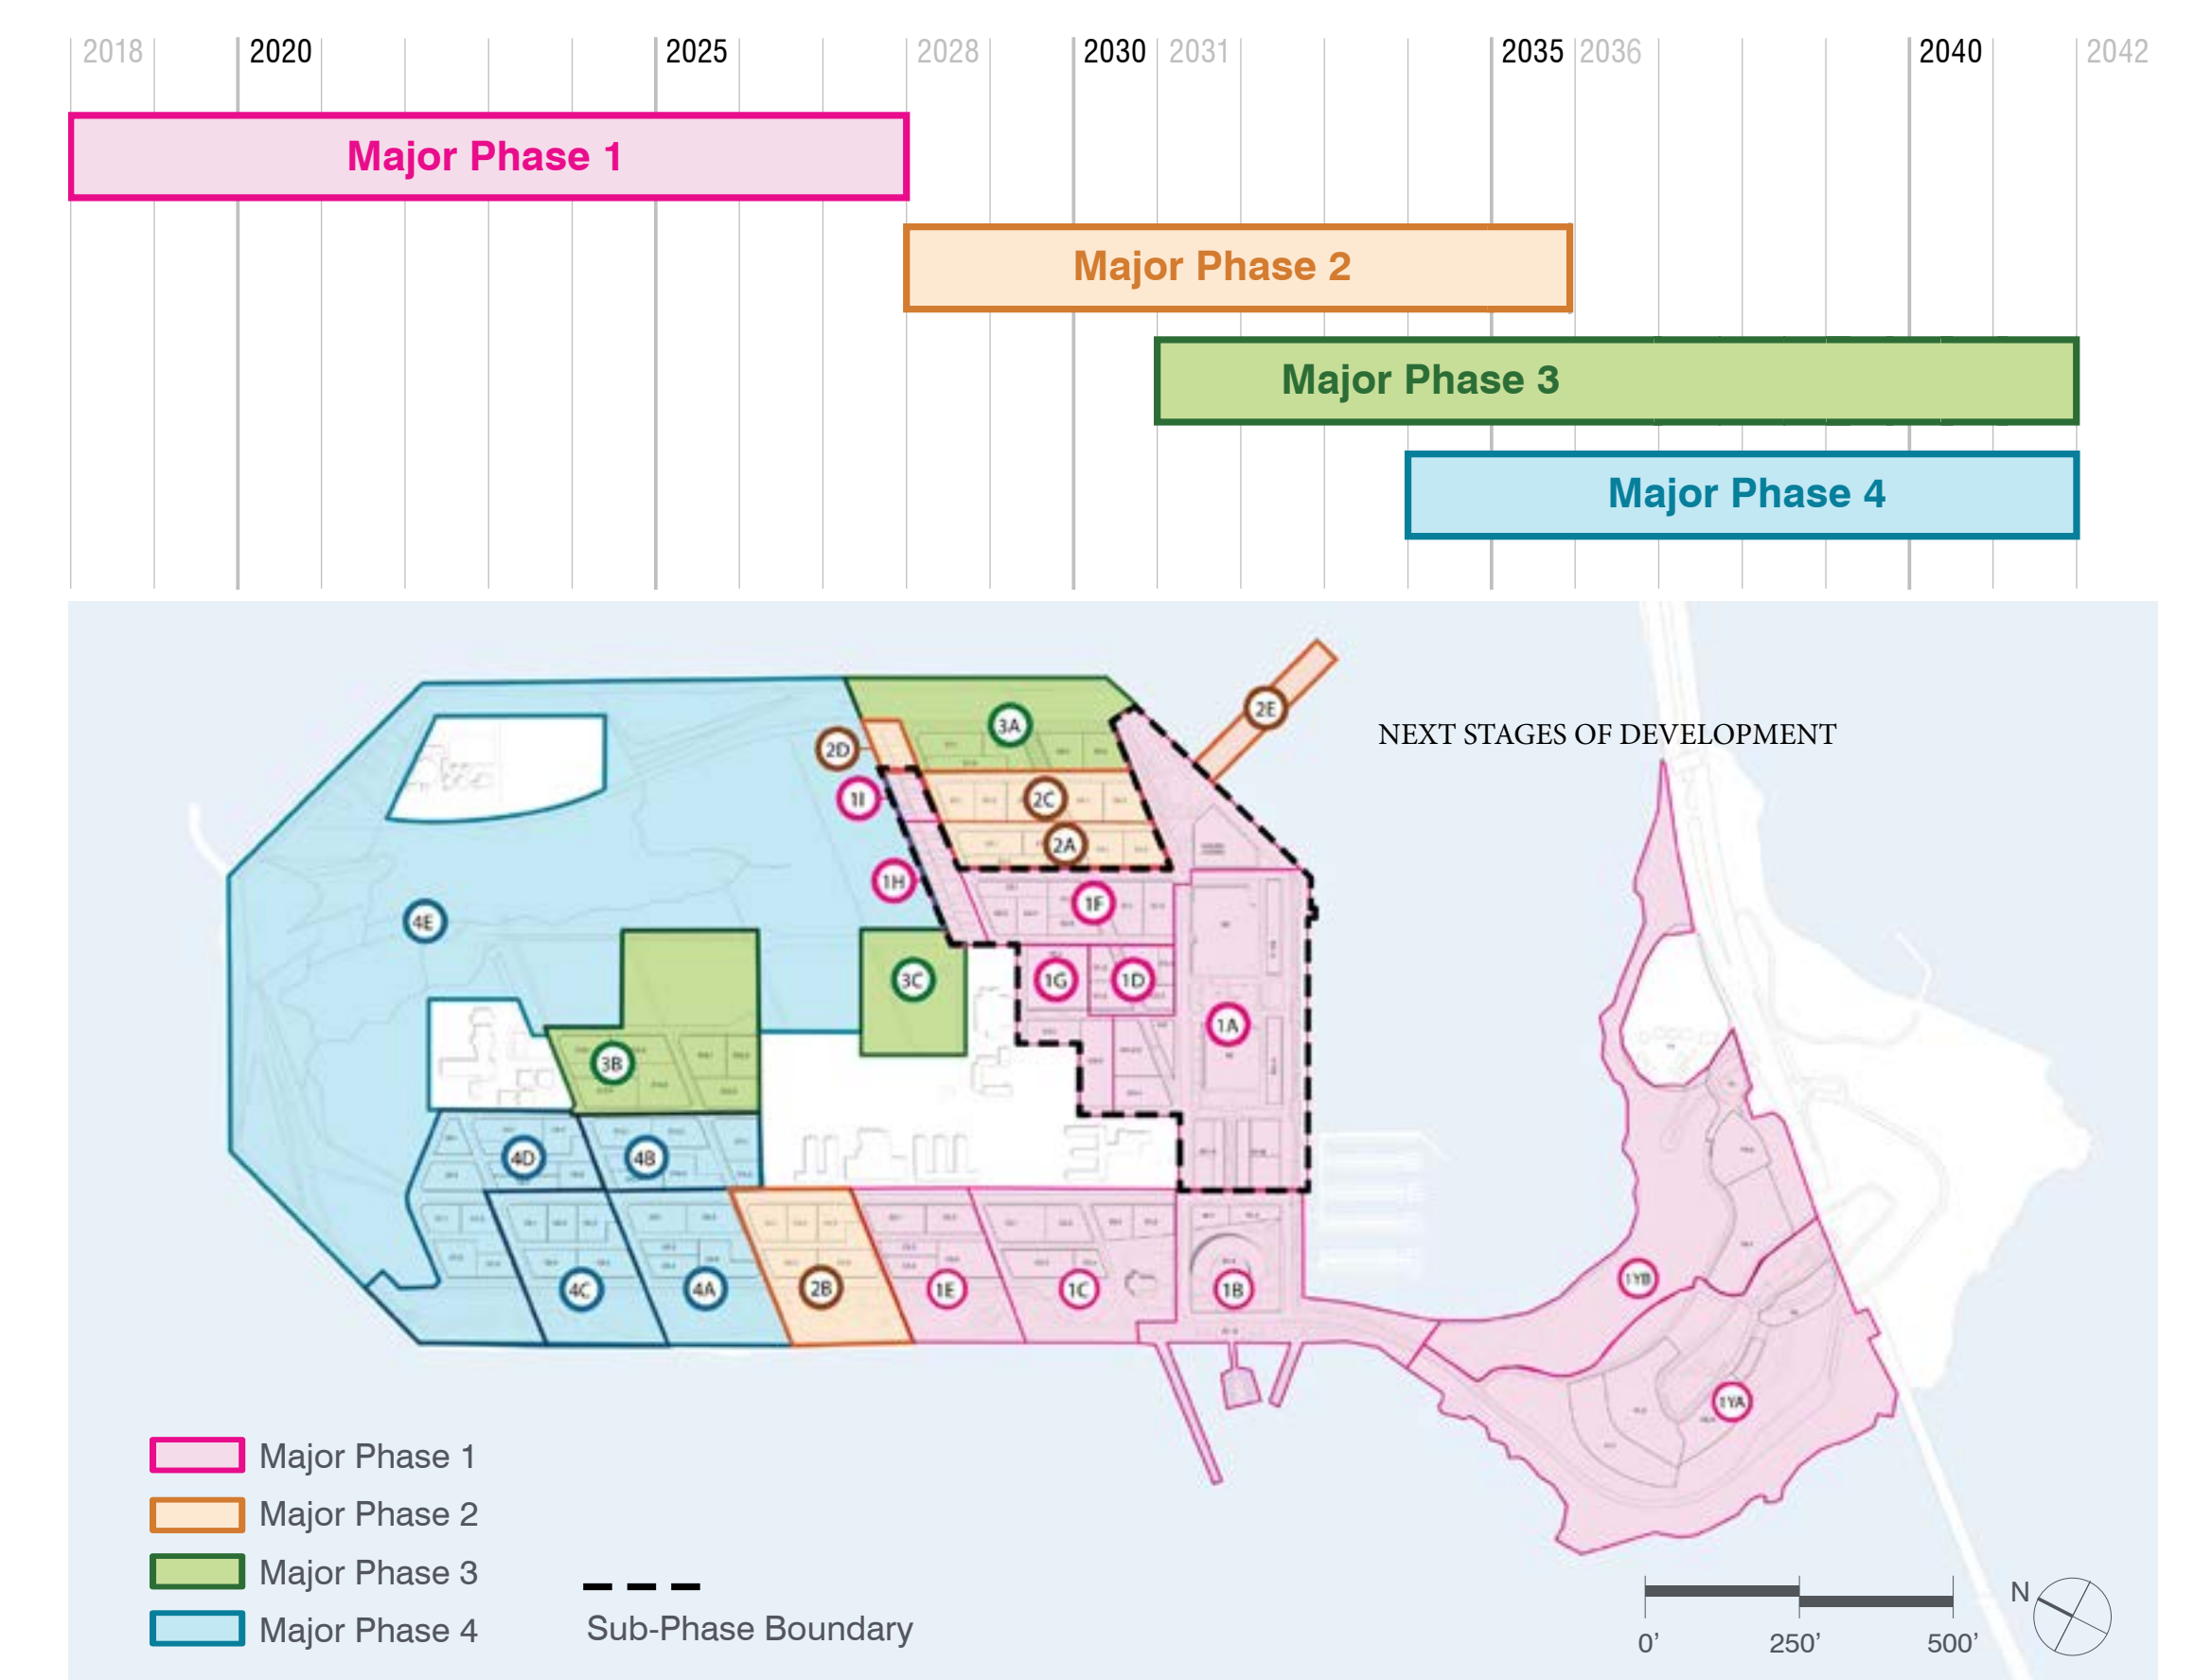 2018 2020 2025 2028 2030 2031 2035 2036 2040 2042
Major Phase 1
Major Phase 2
Major Phase 3
Major Phase 4
2E
3A
NEXT STAGES OF DEVELOPMENT
2D
1I
2C
2A
1H
1F
4E
3C
1G
1D
1A
3B
4D
4B
1YB
4C
4A
2B
1E
1C
1B
1YA
Major Phase 1
Major Phase 2
Major Phase 3
Major Phase 4
Sub-Phase Boundary
N
0’ 250’ 500’